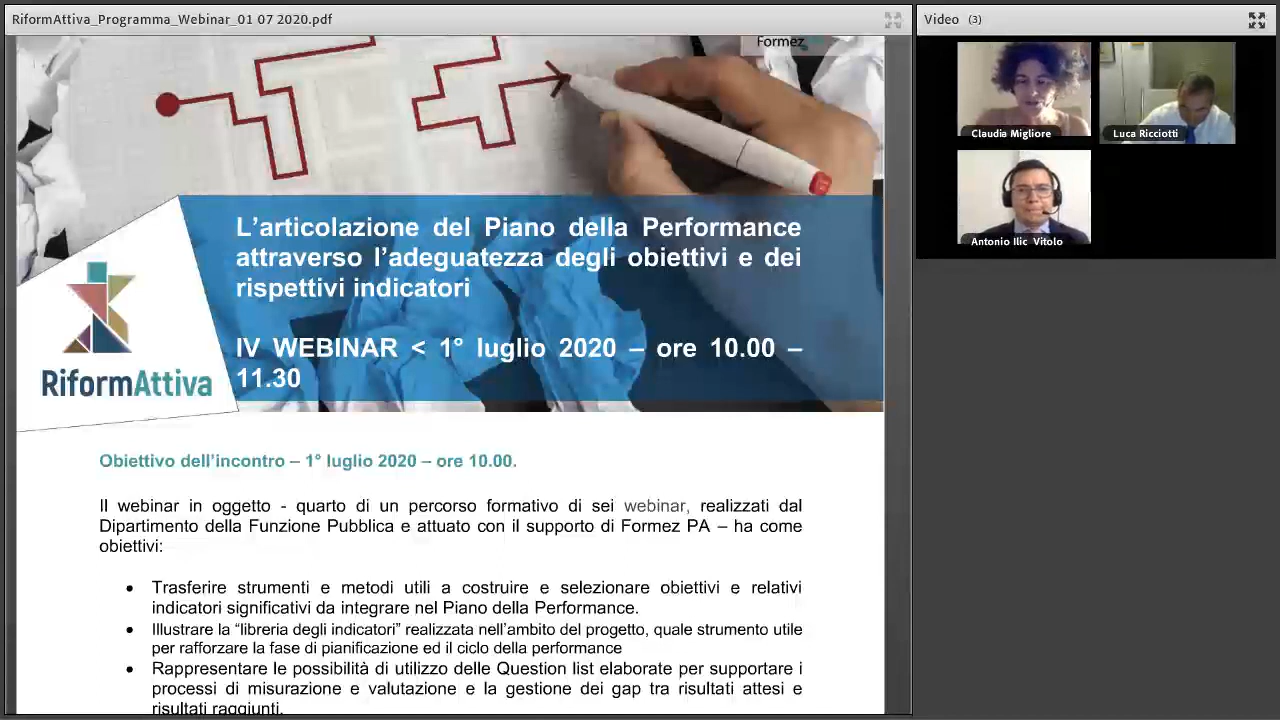 RiformAttiva_Programma_Webinar_01 07 2020.pdf
Formez
L'articolazione del Piano della Performance
attraverso l'adeguatezza degli obiettivi e dei
rispettivi indicatori
IV WEBINAR < 1° luglio 2020 – ore 10.00 –
11.30
RiformAttiva
Obiettivo dell'incontro – 1° luglio 2020 – ore 10.00.
Il webinar in oggetto - quarto di un percorso formativo di sei webinar, realizzati dal
Dipartimento della Funzione Pubblica e attuato con il supporto di Formez PA – ha come
obiettivi:
• Trasferire strumenti e metodi utili a costruire e selezionare obiettivi e relativi
indicatori significativi da integrare nel Piano della Performance.
• Illustrare la “libreria degli indicatori” realizzata nell'ambito del progetto, quale strumento utile
per rafforzare la fase di pianificazione ed il ciclo della performance
• Rappresentare le possibilità di utilizzo delle Question list elaborate per supportare i
processi di misurazione e valutazione e la gestione dei gap tra risultati attesi e
risultati raggiunti.
Video (3)
Claudia Migliore
Luca Ricciotti
Antonio Ilic Vitolo